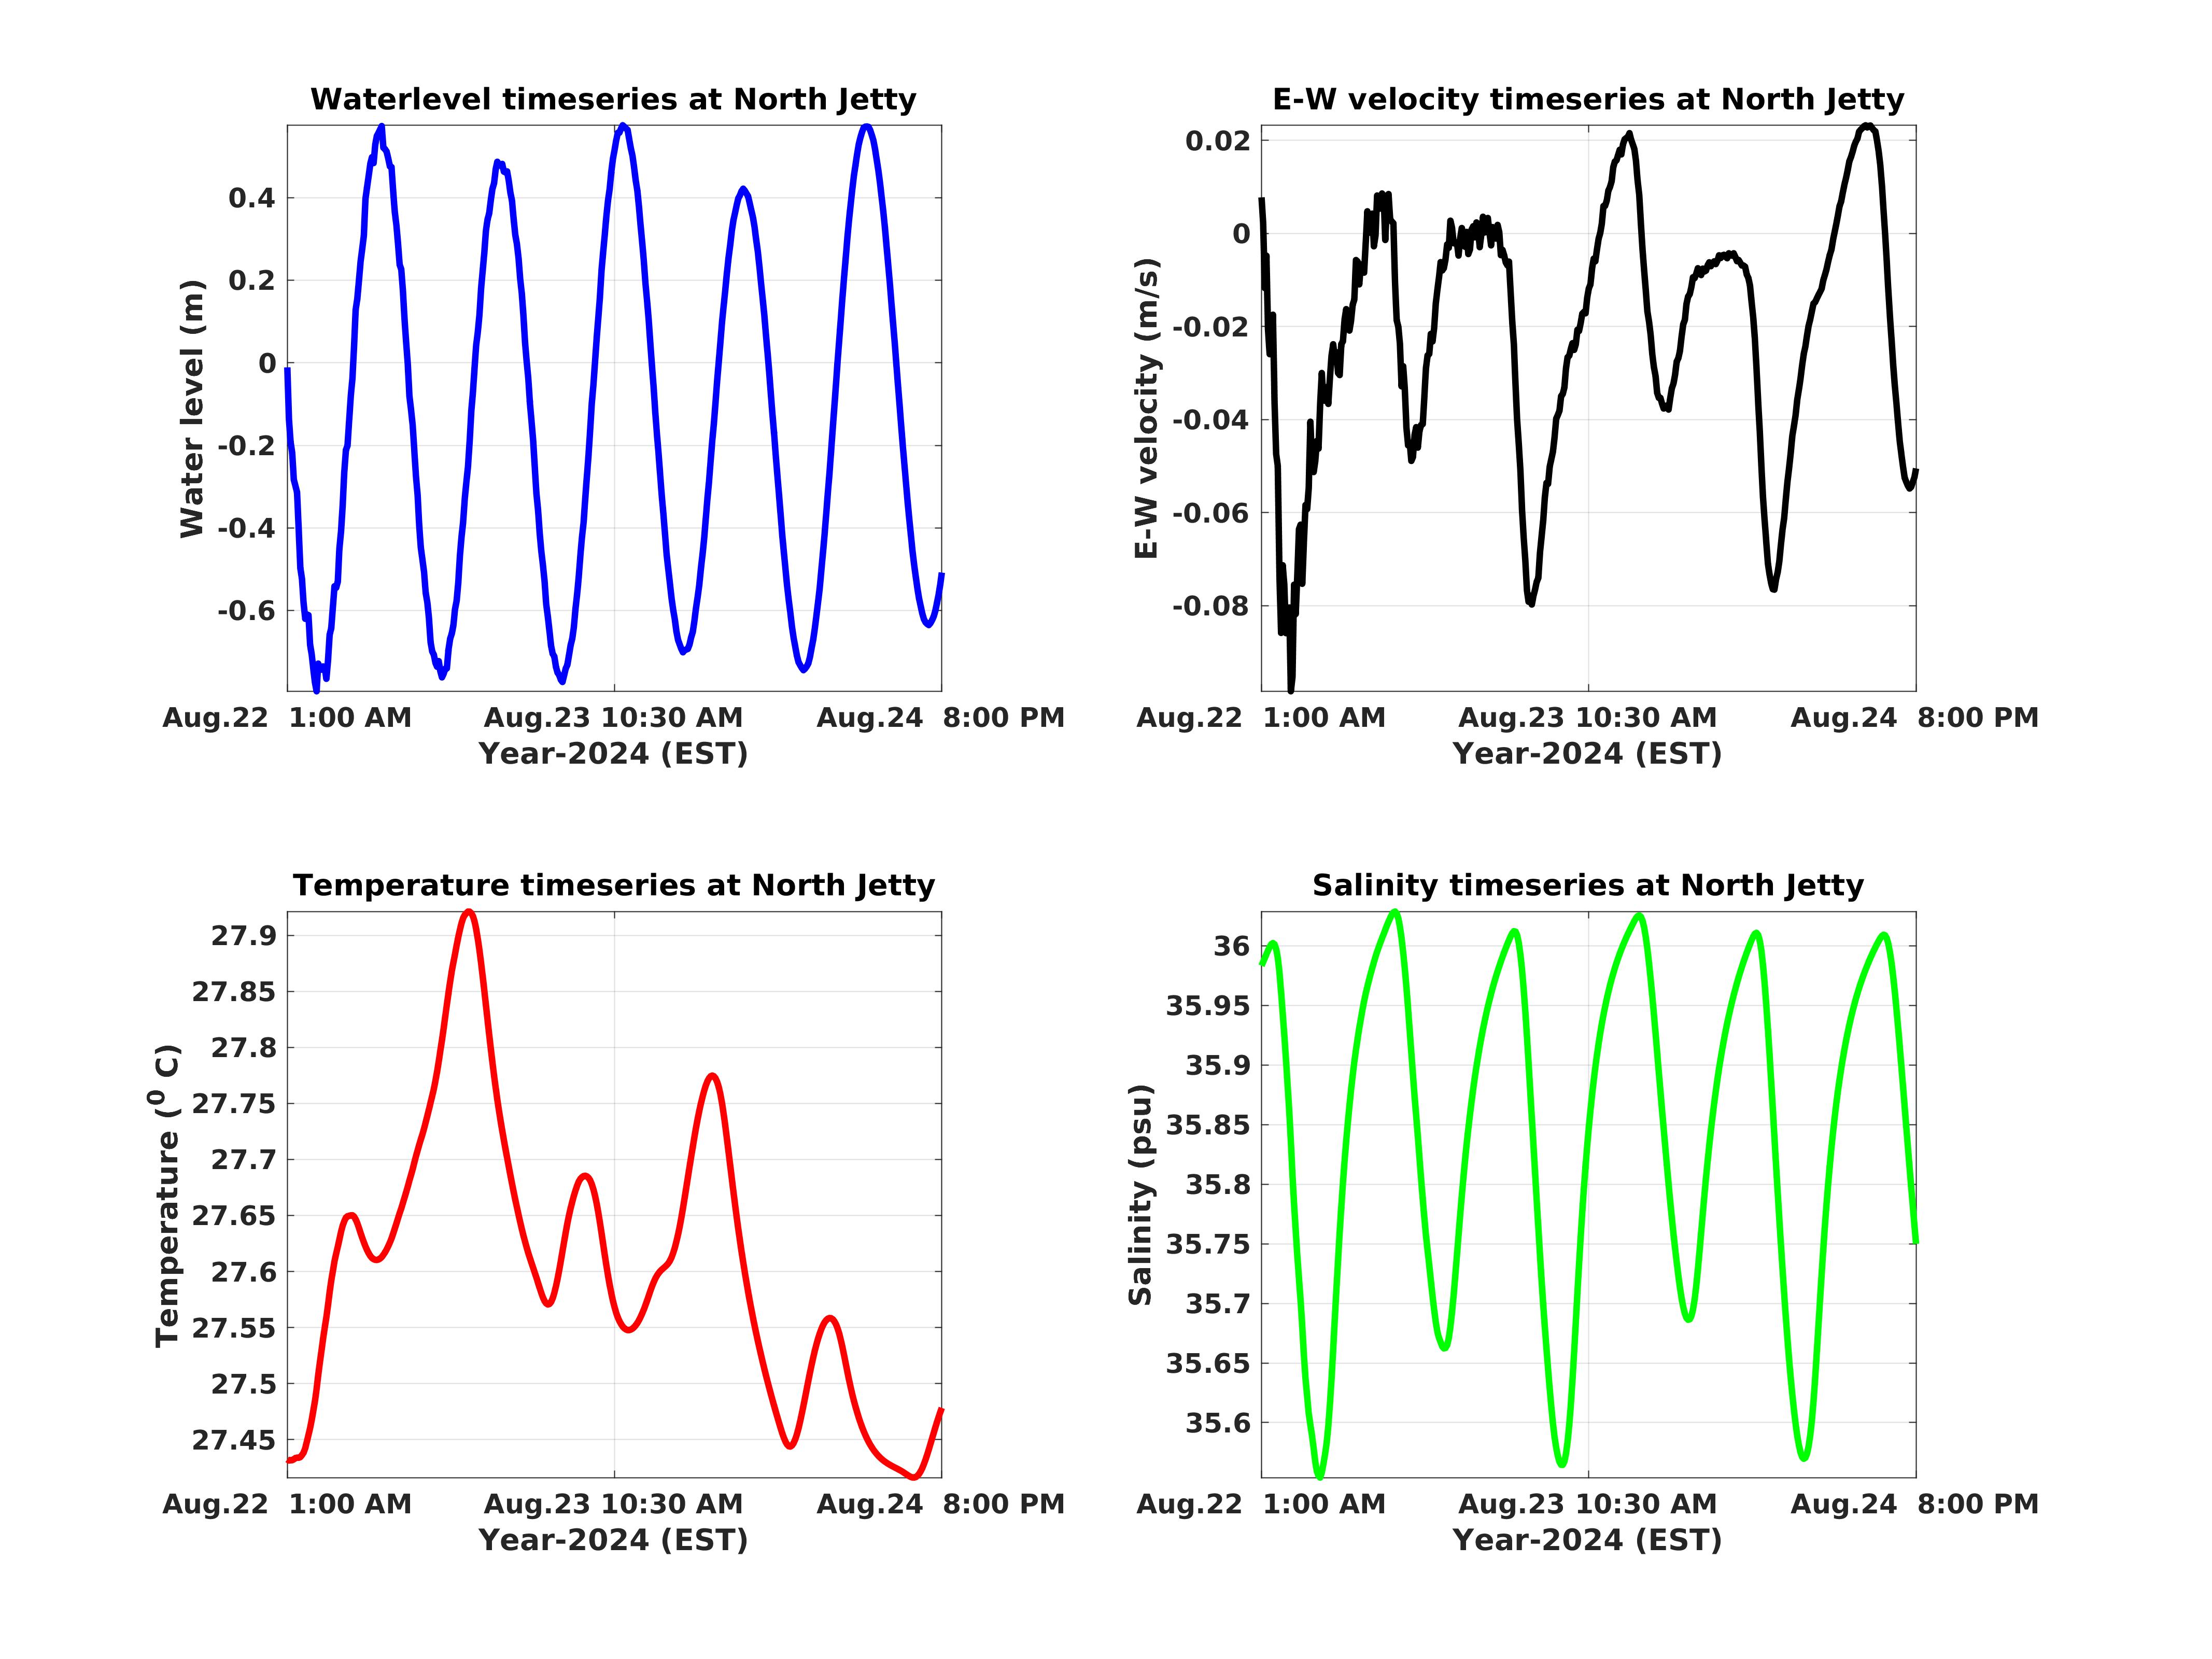 Waterlevel timeseries at North Jetty
Water level (m)
0.4
0.2
0
-0.2
-0.4
-0.6
Aug.22 1:00 AM
Aug.23 10:30 AM
Aug.24 8:00 PM
Year-2024 (EST)
E-W velocity timeseries at North Jetty
E-W velocity (m/s)
0.02
0
-0.02
-0.04
-0.06
-0.08
Aug.22 1:00 AM
Aug.23 10:30 AM
Aug.24 8:00 PM
Year-2024 (EST)
Temperature timeseries at North Jetty
Temperature (⁰ C)
27.9
27.85
27.8
27.75
27.7
27.65
27.6
27.55
27.5
27.45
Aug.22 1:00 AM
Aug.23 10:30 AM
Aug.24 8:00 PM
Year-2024 (EST)
Salinity timeseries at North Jetty
Salinity (psu)
36
35.95
35.9
35.85
35.8
35.75
35.7
35.65
35.6
Aug.22 1:00 AM
Aug.23 10:30 AM
Aug.24 8:00 PM
Year-2024 (EST)